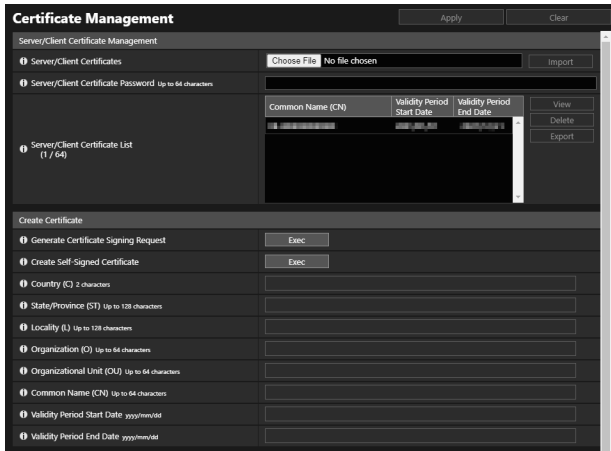 Certificate Management
Apply
Clear
Server/Client Certificate Management
Server/Client Certificates
Choose File No file chosen
Import
Server/Client Certificate Password Up to 64 characters
Common Name (CN)
Validity Period Start Date
Validity Period End Date
View
Delete
Export
Server/Client Certificate List
(1 / 64)
Create Certificate
Generate Certificate Signing Request
Exec
Create Self-Signed Certificate
Exec
Country (C) 2 characters
State/Province (ST) Up to 128 characters
Locality (L) Up to 128 characters
Organization (O) Up to 64 characters
Organizational Unit (OU) Up to 64 characters
Common Name (CN) Up to 64 characters
Validity Period Start Date yyyy/mm/dd
Validity Period End Date yyyy/mm/dd